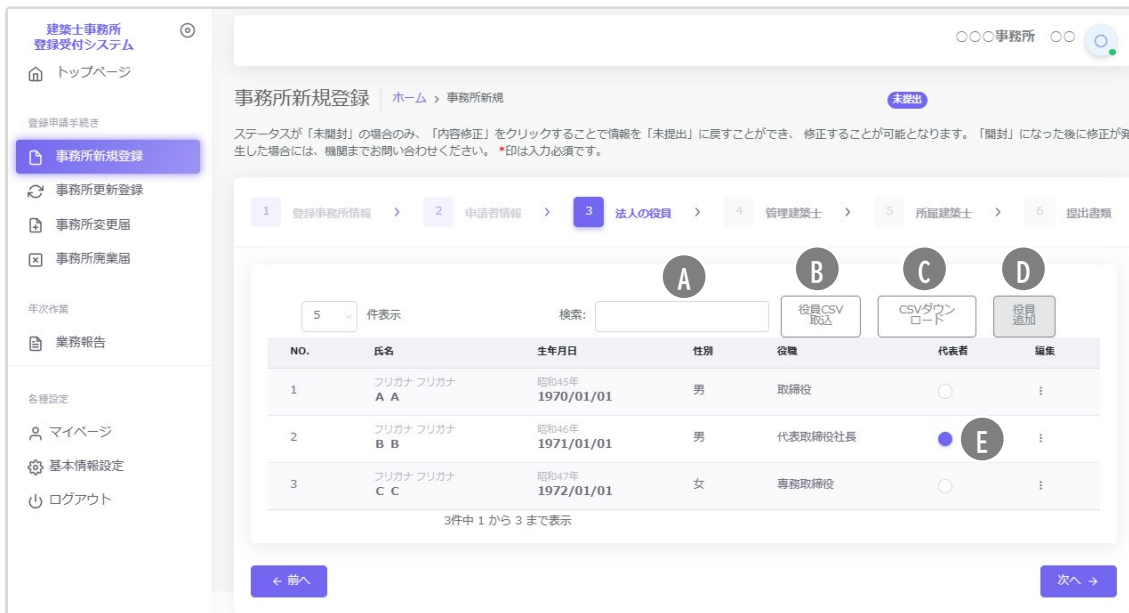 建築士事務所
登録受付システム
トップページ
登録申請手続き
事務所新規登録
事務所更新登録
事務所変更届
事務所廃業届
年次作業
業務報告
各種設定
マイページ
基本情報設定
ログアウト
○○○事務所 ○○ O
事務所新規登録 ホーム › 事務所新規 未提出
ステータスが「未開封」の場合のみ、「内容修正」をクリックすることで情報を「未提出」に戻すことができ、 修正することが可能となります。「開封」になった後に修正が発
生した場合には、機関までお問い合わせください。 *印は入力必須です。
1 登録事務所情報 > 2 申請者情報 > 3 法人の役員 > 4 管理建築士 > 5 所属建築士 > 6 提出書類
A B C D
5 件表示 検索: 役員CSV
取込 CSVダウン
ロード 役員
追加
NO. 氏名 生年月日 性別 役職 代表者 編集
1 フリガナ フリガナ 昭和45年 男 取締役
A A 1970/01/01
2 フリガナ フリガナ 昭和46年 男 代表取締役社長 E
B B 1971/01/01
3 フリガナ フリガナ 昭和47年 女 専務取締役
C C 1972/01/01
3件中 1 から 3 まで表示
← 前へ 次へ →